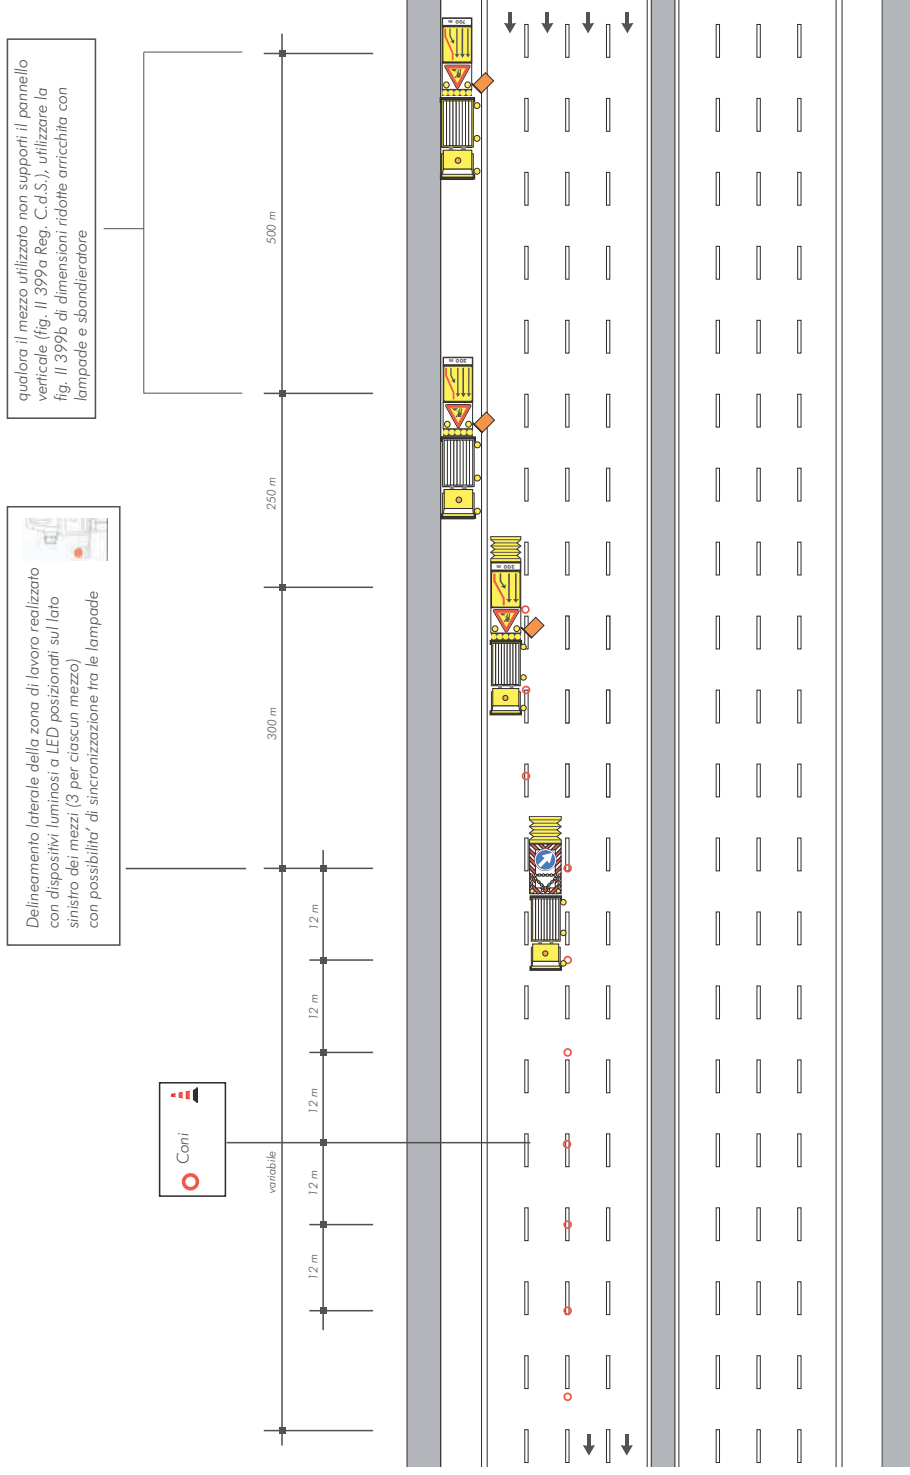 qualora il mezzo utilizzato non supporti il pannello
verticale (fig. II 399a Reg. C.d.S.), utilizzare la
fig. II 399b di dimensioni ridotte arricchita con
lampade e sbandieratore
Delineamento laterale della zona di lavoro realizzato
con dispositivi luminosi a LED posizionati sul lato
sinistro dei mezzi (3 per ciascun mezzo)
con possibilita' di sincronizzazione tra le lampade
Coni
500 m
250 m
300 m
variabile
12 m
12 m
12 m
12 m
12 m
700 m
300 m
300 m